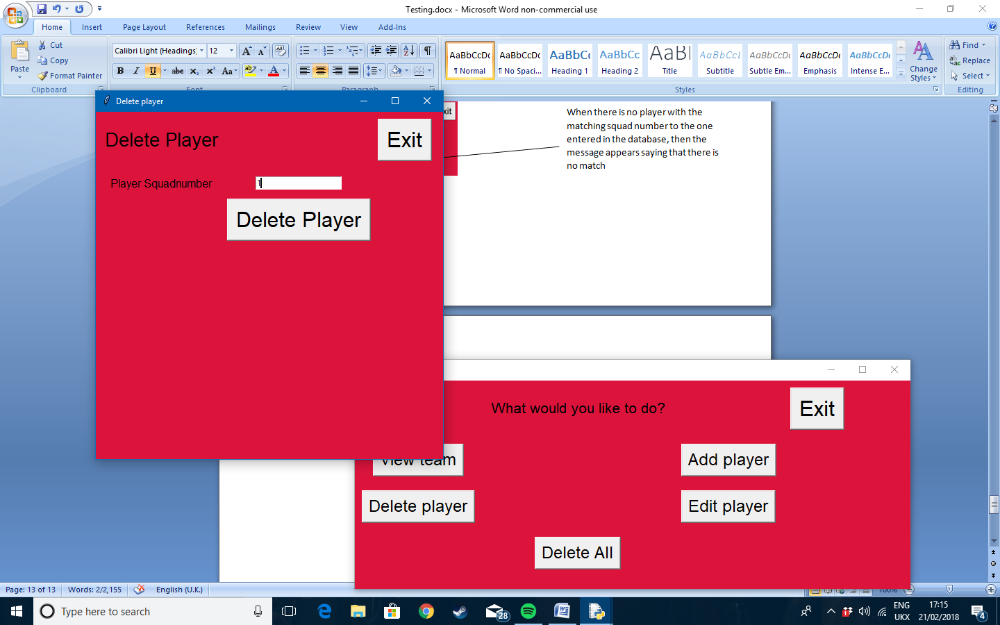 Testing.docx - Microsoft Word non-commercial use
Home Insert Page Layout References Mailings Review View Add-Ins
Paste
Cut
Copy
Format Painter
Clipboard
Calibri Light (Headings) 12
B I U abc x₂ x² Aa
Font
Paragraph
AaBbCcDc AaBbCcDc AaBbCc AaBbCc AaBl AaBbCcL AaBbCcDc AaBbCcDc AaBbCcDc
¶ Normal ¶ No Spaci... Heading 1 Heading 2 Title Subtitle Subtle Em... Emphasis Intense E...
Change
Styles
Styles
Find
Replace
Select
Editing
Delete player
Delete Player
Exit
Player Squadnumber
1
Delete Player
xit
When there is no player with the
matching squad number to the one
entered in the database, then the
message appears saying that there is
no match
What would you like to do?
Exit
View team
Add player
Delete player
Edit player
Delete All
Page: 13 of 13 Words: 2/2,155 English (U.K.)
100%
Type here to search
28
ENG
UKX
17:15
21/02/2018
4